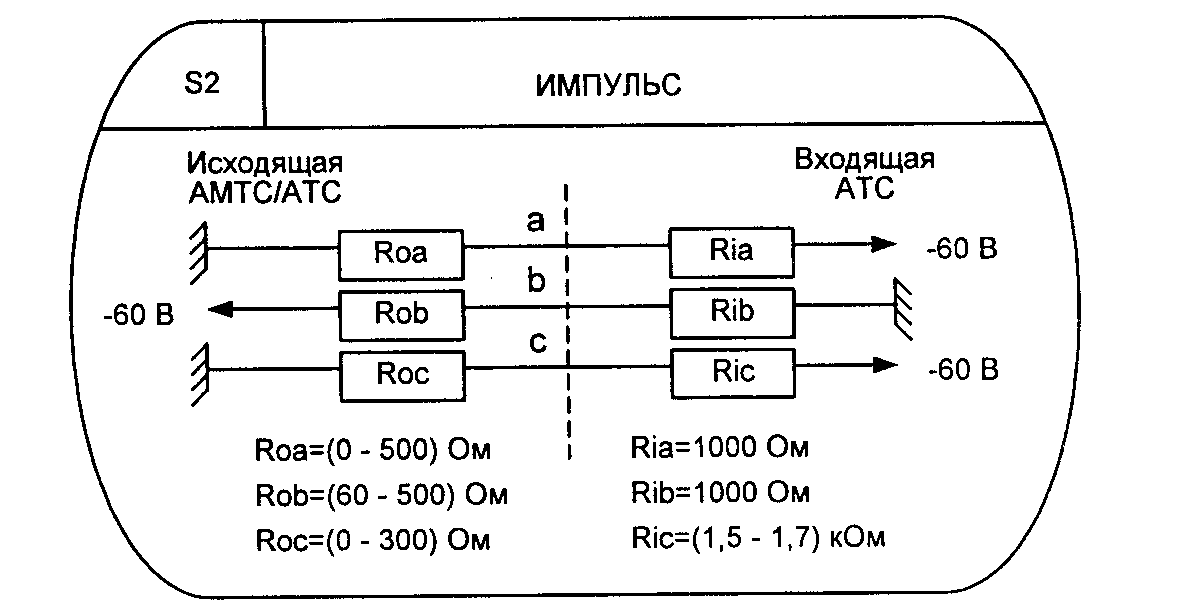 S2 ИМПУЛЬС
Исходящая Входящая
АМТС/АТС АТС
a
Roa Ria -60 В
b
-60 В Rob Rib
c
Roc Ric -60 В
Roa=(0 - 500) Ом Ria=1000 Ом
Rob=(60 - 500) Ом Rib=1000 Ом
Roc=(0 - 300) Ом Ric=(1,5 - 1,7) кОм